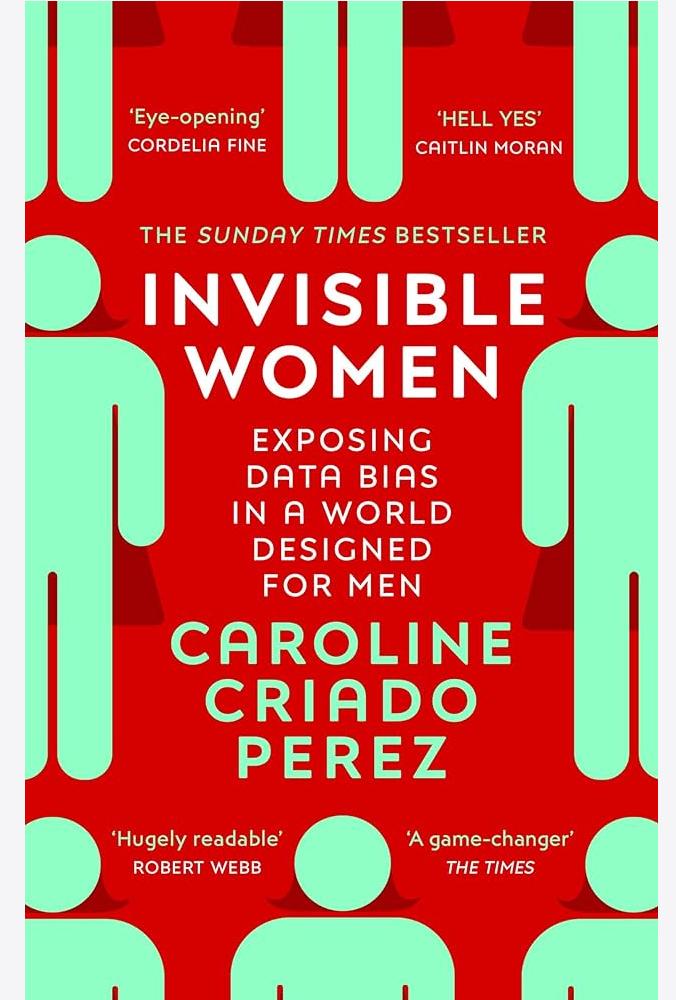 ‘Eye-opening’
CORDELIA FINE
‘HELL YES’
CAITLIN MORAN
THE SUNDAY TIMES BESTSELLER
INVISIBLE
WOMEN
EXPOSING
DATA BIAS
IN A WORLD
DESIGNED
FOR MEN
CAROLINE
CRIADO
PEREZ
‘Hugely readable’
ROBERT WEBB
‘A game-changer’
THE TIMES